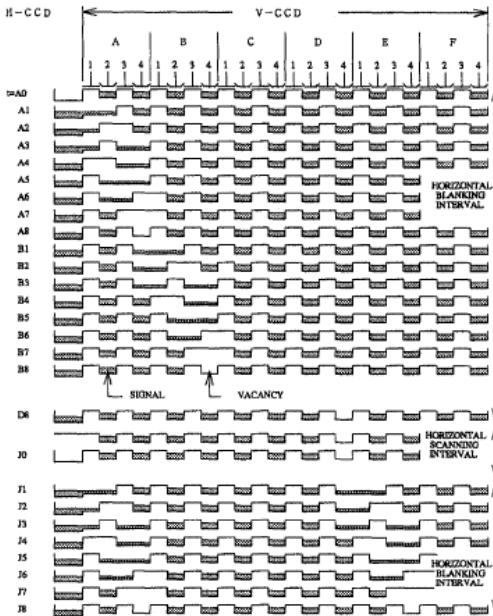 H-CCD V-CCD
A B C D E F
1 2 3 4 1 2 3 4 1 2 3 4 1 2 3 4 1 2 3 4 1 2 3 4
t=A0
A1
A2
A3
A4
A5
HORIZONTAL
BLANKING
INTERVAL
A6
A7
A8
B1
B2
B3
B4
B5
B6
B7
B8
SIGNAL VACANCY
D8
HORIZONTAL
SCANNING
INTERVAL
J0
J1
J2
J3
J4
J5
HORIZONTAL
BLANKING
INTERVAL
J6
J7
J8